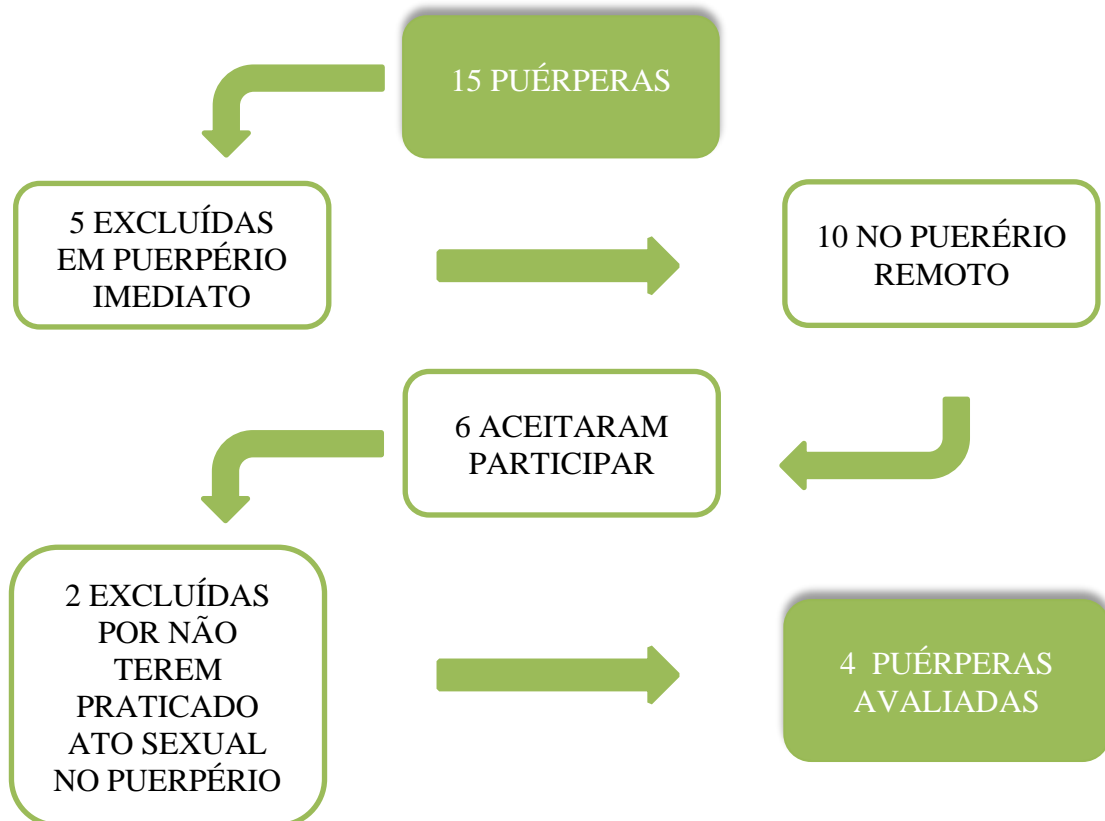 15 PUÉRPERAS
5 EXCLUÍDAS
EM PUERPÉRIO
IMEDIATO
10 NO PUERÉRIO
REMOTO
6 ACEITARAM
PARTICIPAR
2 EXCLUÍDAS
POR NÃO
TEREM
PRATICADO
ATO SEXUAL
NO PUERPÉRIO
4 PUÉRPERAS
AVALIADAS